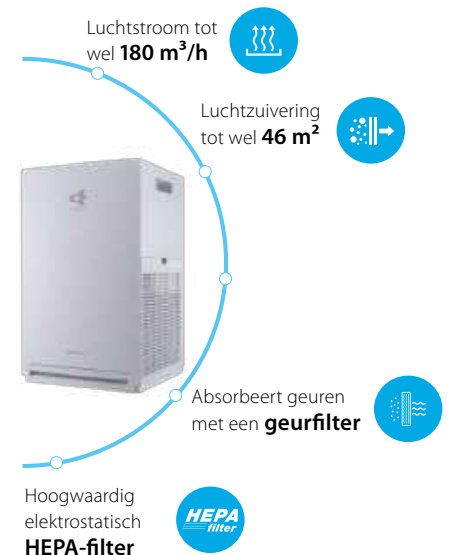 Luchtstroom tot
wel 180 m³/h
Luchtzuivering
tot wel 46 m²
Absorbeert geuren
met een geurfilter
Hoogwaardig
elektrostatisch
HEPA-filter
HEPA
filter